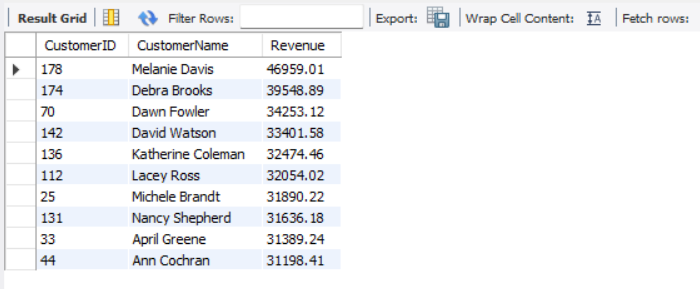 Result Grid Filter Rows: Export: Wrap Cell Content: Fetch rows:
CustomerID CustomerName Revenue
178 Melanie Davis 46959.01
174 Debra Brooks 39548.89
70 Dawn Fowler 34253.12
142 David Watson 33401.58
136 Katherine Coleman 32474.46
112 Lacey Ross 32054.02
25 Michele Brandt 31890.22
131 Nancy Shepherd 31636.18
33 April Greene 31389.24
44 Ann Cochran 31198.41